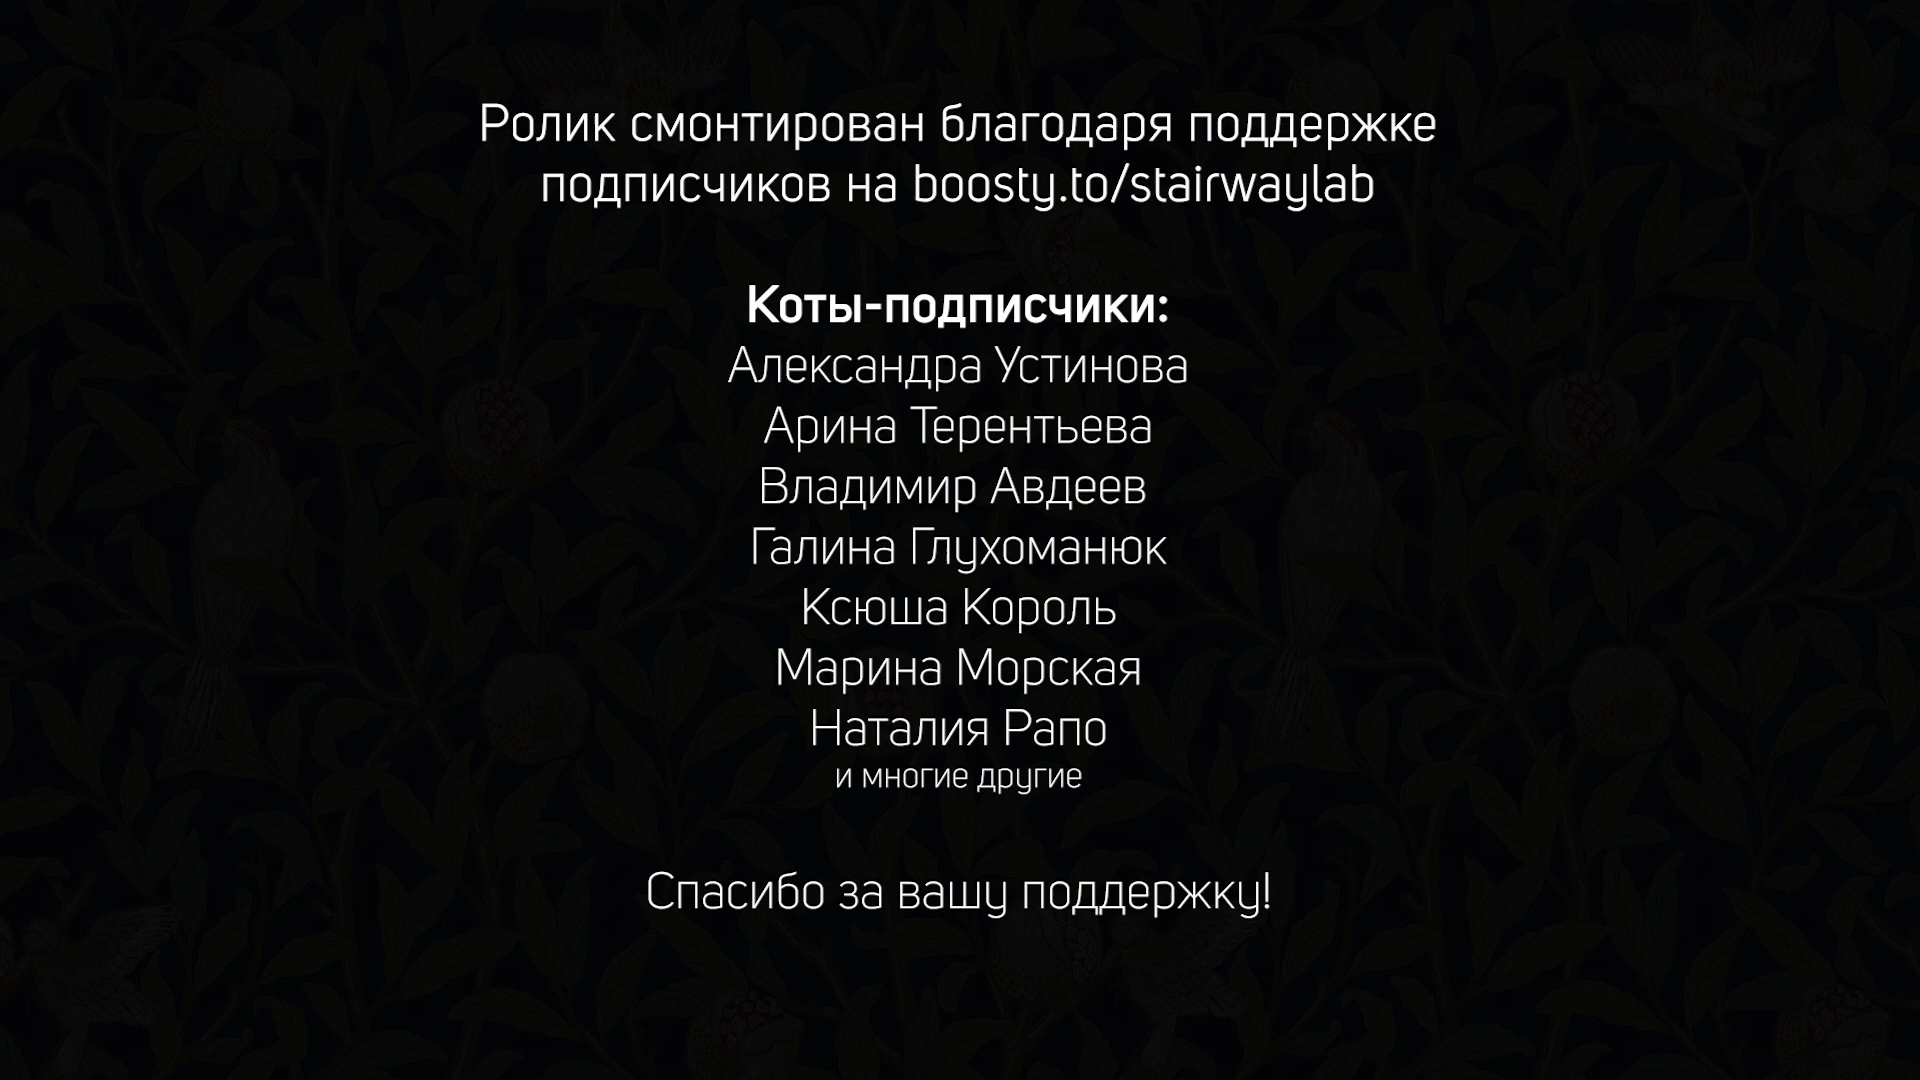 Ролик смонтирован благодаря поддержке
подписчиков на boosty.to/stairwaylab
Коты-подписчики:
Александра Устинова
Арина Терентьева
Владимир Авдеев
Галина Глухоманюк
Ксюша Король
Марина Морская
Наталия Рапо
и многие другие
Спасибо за вашу поддержку!